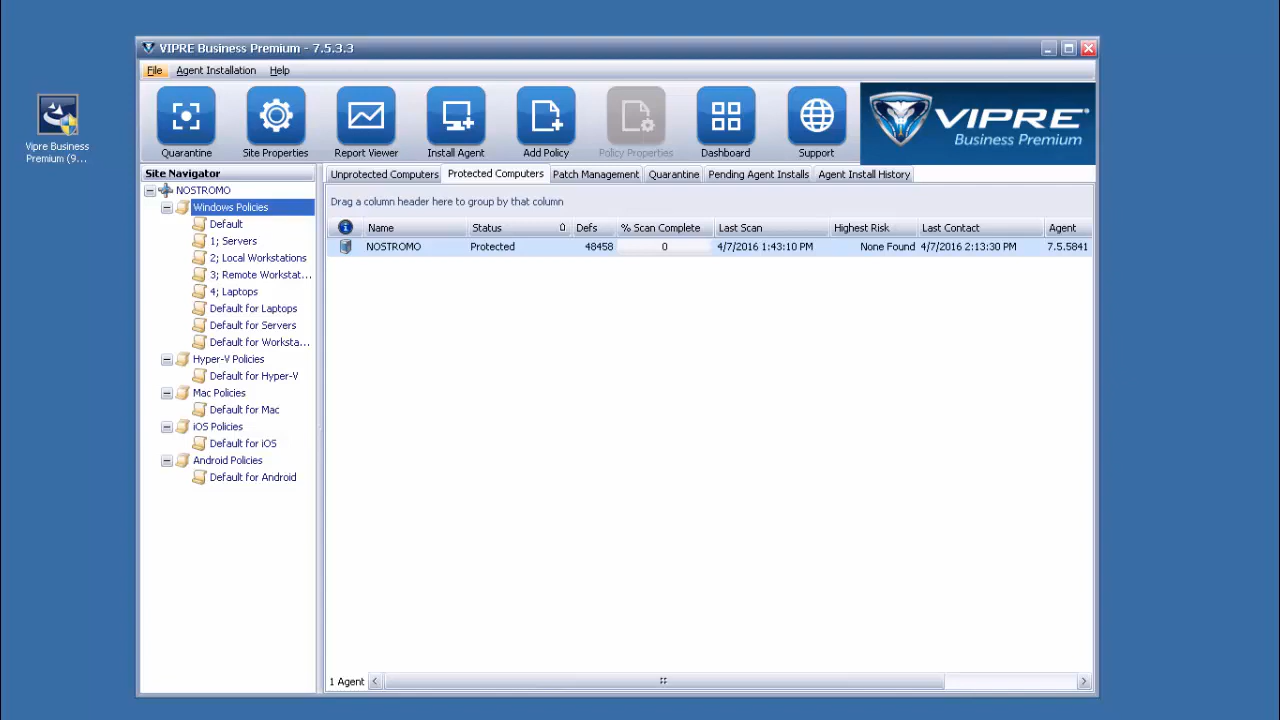 VIPRE Business Premium - 7.5.3.3
File Agent Installation Help
Vipre Business
Premium (9...
Quarantine Site Properties Report Viewer Install Agent Add Policy Policy Properties Dashboard Support
VIPRE®
Business Premium
Site Navigator
NOSTROMO
Windows Policies
Default
1; Servers
2; Local Workstations
3; Remote Workstat...
4; Laptops
Default for Laptops
Default for Servers
Default for Worksta...
Hyper-V Policies
Default for Hyper-V
Mac Policies
Default for Mac
iOS Policies
Default for iOS
Android Policies
Default for Android
Unprotected Computers Protected Computers Patch Management Quarantine Pending Agent Installs Agent Install History
Drag a column header here to group by that column
Name Status Defs % Scan Complete Last Scan Highest Risk Last Contact Agent
NOSTROMO Protected 48458 0 4/7/2016 1:43:10 PM None Found 4/7/2016 2:13:30 PM 7.5.5841
1 Agent